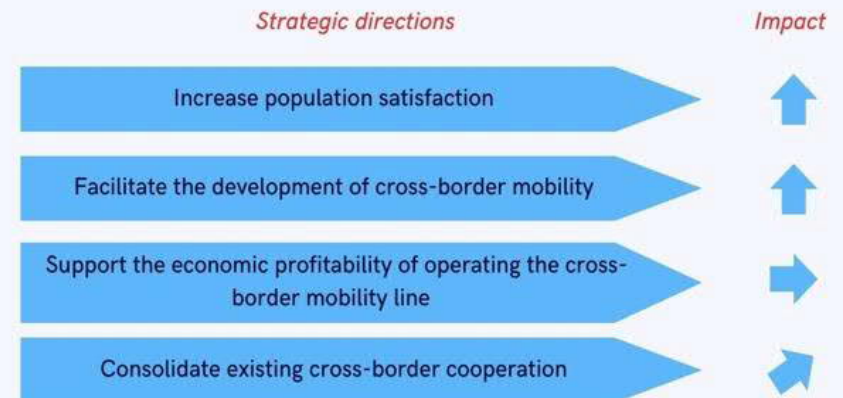 Strategic directions
Impact
Increase population satisfaction
Facilitate the development of cross-border mobility
Support the economic profitability of operating the cross-
border mobility line
Consolidate existing cross-border cooperation